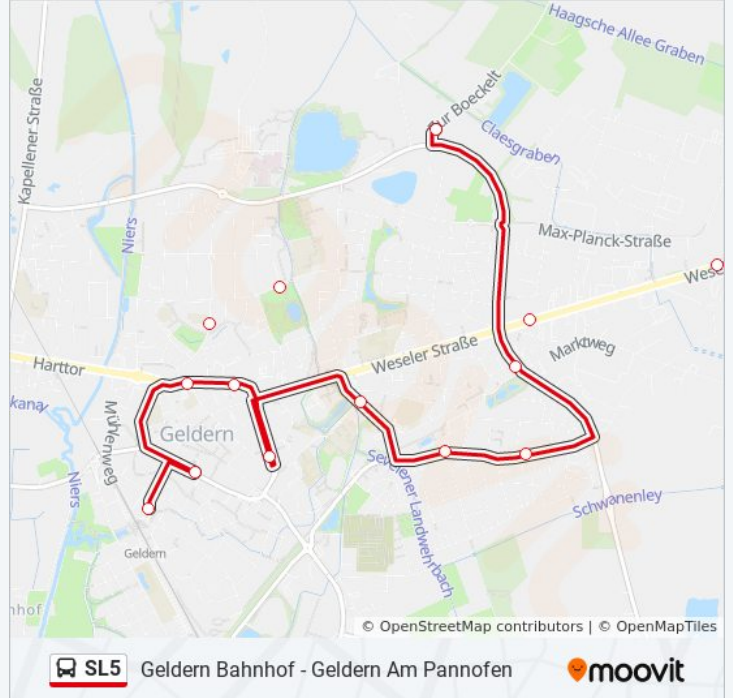 Haagsche Allee Graben
Zur Boeckelt
Claesgraben
Kapellener Straße
Niers
Max-Planck-Straße
Wese
Weseler Straße
Marktweg
Harttor
kanay
Mühlenweg
Geldern
Niers
Sevelener Landwehrbach
Schwanenley
Geldern
nhof
© OpenStreetMap contributors | © OpenMapTiles
SL5 Geldern Bahnhof - Geldern Am Pannofen
moovit